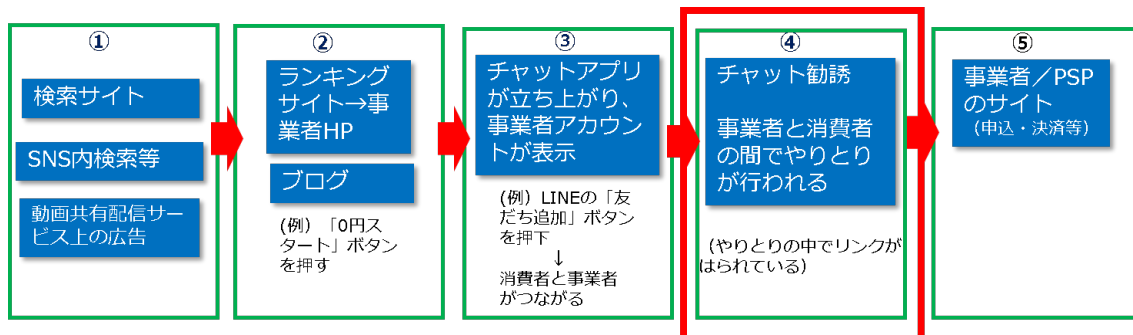 ①
検索サイト
SNS内検索等
動画共有配信サー
ビス上の広告
②
ランキング
サイト→事
業者HP
ブログ
(例）「0円ス
タート」ボタン
を押す
③
チャットアプリ
が立ち上がり、
事業者アカウン
トが表示
(例）LINEの「友
だち追加」ボタン
を押下
↓
消費者と事業者
がつながる
④
チャット勧誘
事業者と消費者
の間でやりとり
が行われる
（やりとりの中でリンクが
はられている）
⑤
事業者／PSP
のサイト
（申込・決済等）